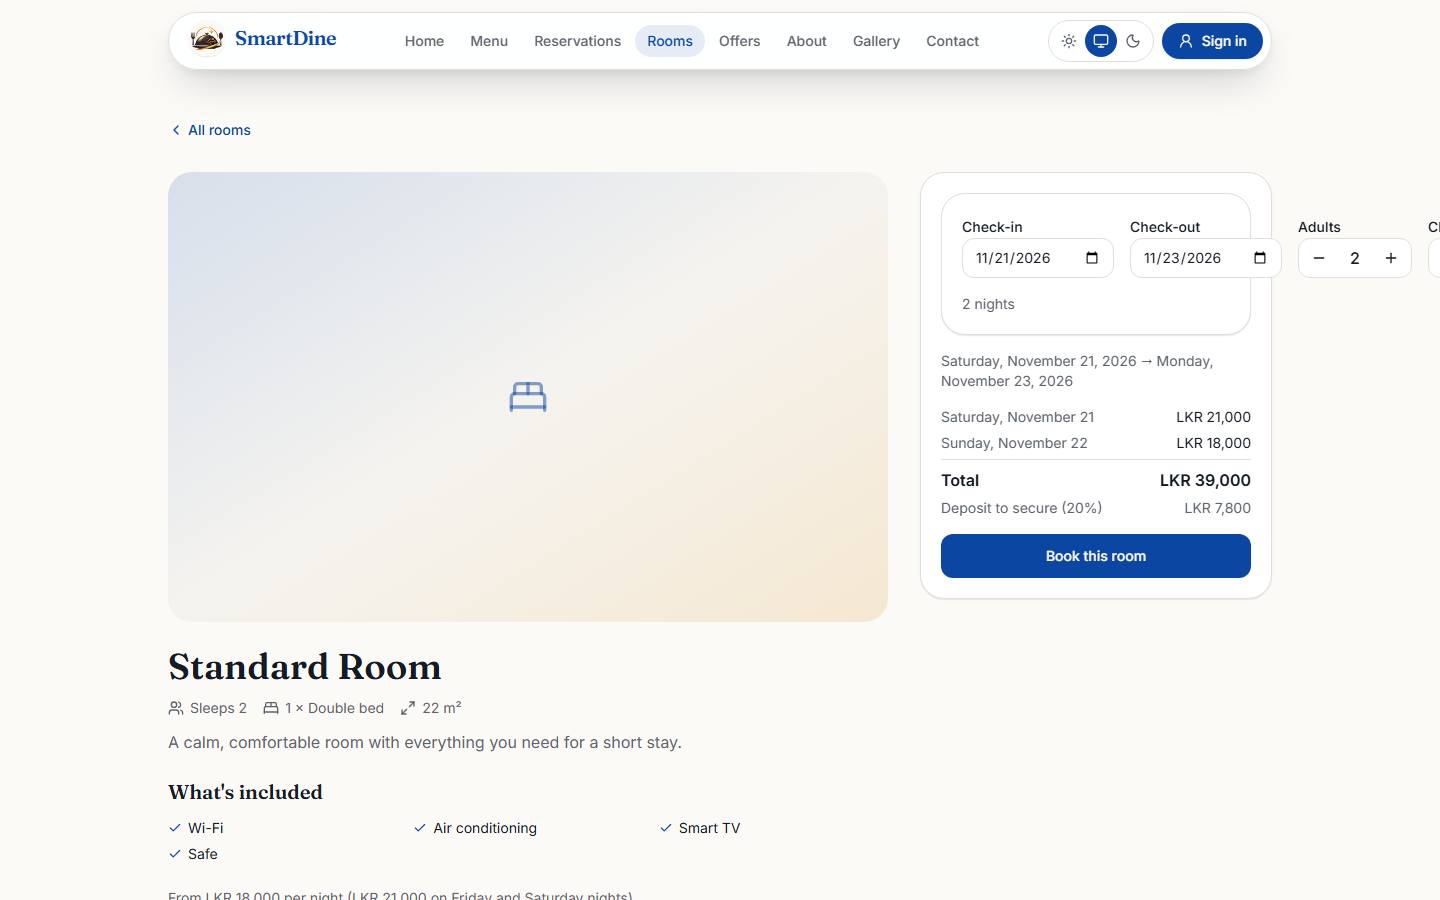 SmartDine
Home Menu Reservations Rooms Offers About Gallery Contact
Sign in
All rooms
Check-in Check-out Adults
11/21/2026 11/23/2026 2
2 nights
Saturday, November 21, 2026 → Monday,
November 23, 2026
Saturday, November 21 LKR 21,000
Sunday, November 22 LKR 18,000
Total LKR 39,000
Deposit to secure (20%) LKR 7,800
Book this room
Standard Room
Sleeps 2 1 × Double bed 22 m²
A calm, comfortable room with everything you need for a short stay.
What's included
Wi-Fi Air conditioning Smart TV
Safe
From LKR 18,000 per night (LKR 21,000 on Friday and Saturday nights)